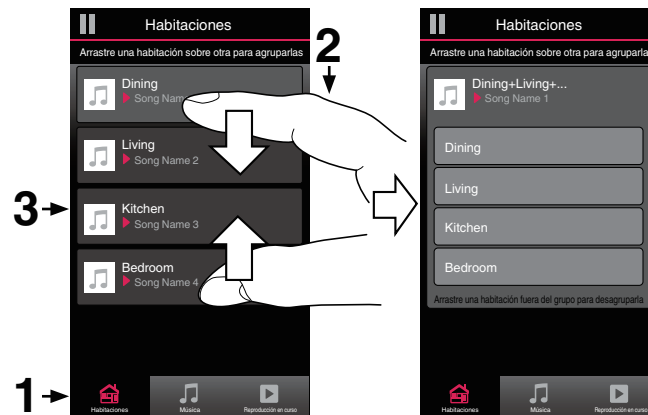 Habitaciones
Arrastre una habitación sobre otra para agruparlas
2
Dining
Song Nam
Living
Song Name 2
3
Kitchen
Song Name 3
Bedroom
Song Name 4
1
Habitaciones
Música
Reproducción en curso
Habitaciones
Arrastre una habitación sobre otra para agruparla
Dining+Living+...
Song Name 1
Dining
Living
Kitchen
Bedroom
Arrastre una habitación fuera del grupo para desagruparla
Habitaciones
Música
Reproducción en curso